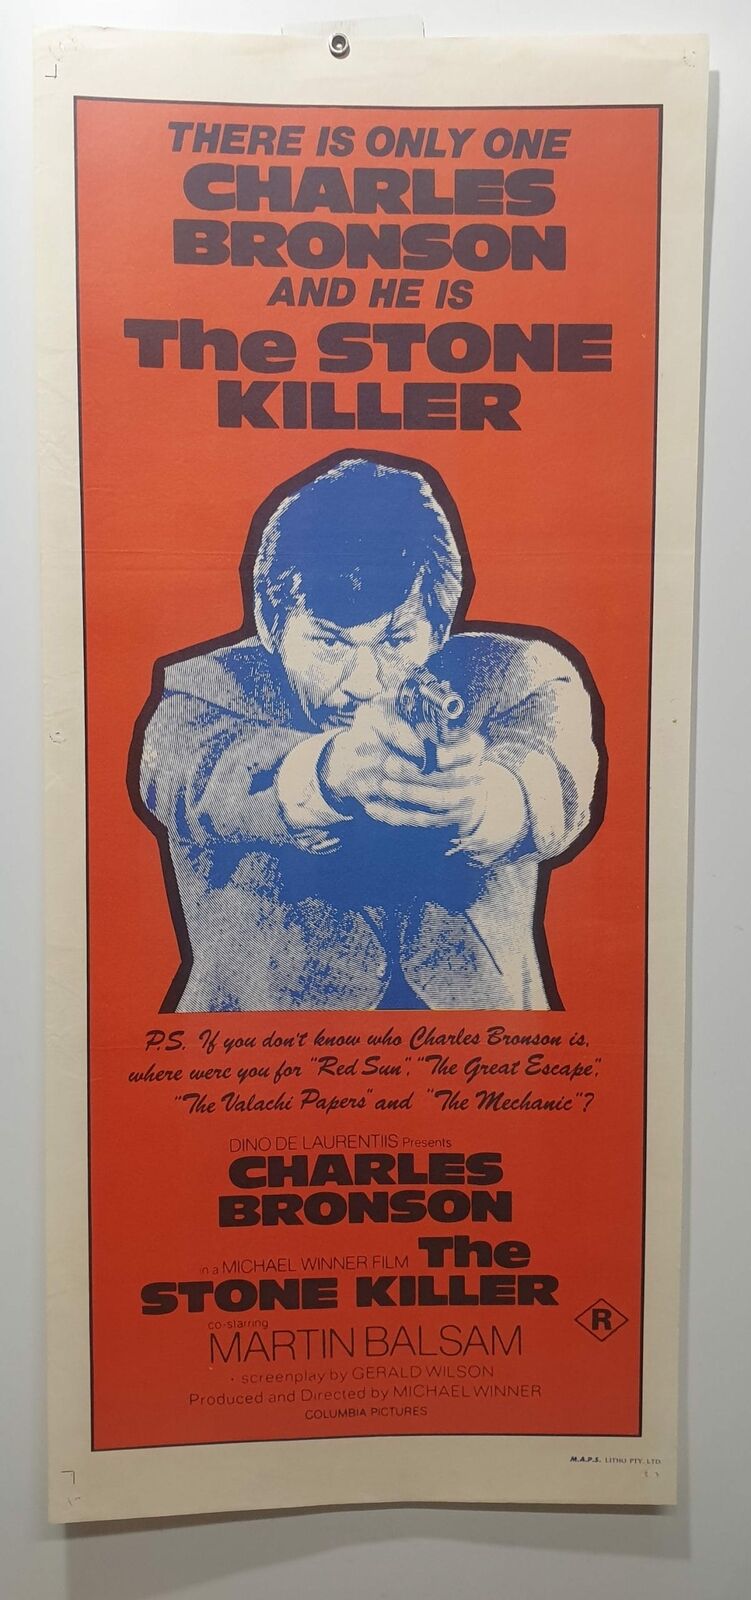 THERE IS ONLY ONE
CHARLES
BRONSON
AND HE IS
The STONE
KILLER
P.S. If you don't know who Charles Bronson is,
where were you for "Red Sun", "The Great Escape",
"The Valachi Papers" and "The Mechanic"?
DINO DE LAURENTIIS Presents
CHARLES
BRONSON
in a MICHAEL WINNER FILM The
STONE KILLER
R
co-starring
MARTIN BALSAM
screenplay by GERALD WILSON
Produced and Directed by MICHAEL WINNER
COLUMBIA PICTURES
M.A.P.S. LITHO PTY. LTD.